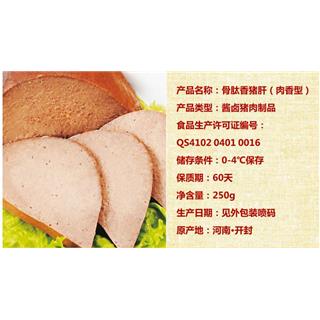 产品名称：骨肽香猪肝（肉香型）
产品类型：酱卤猪肉制品
食品生产许可证编号：
QS4102 0401 0016
储存条件：0-4℃保存
保质期：60天
净含量：250g
生产日期：见外包装喷码
原产地：河南·开封